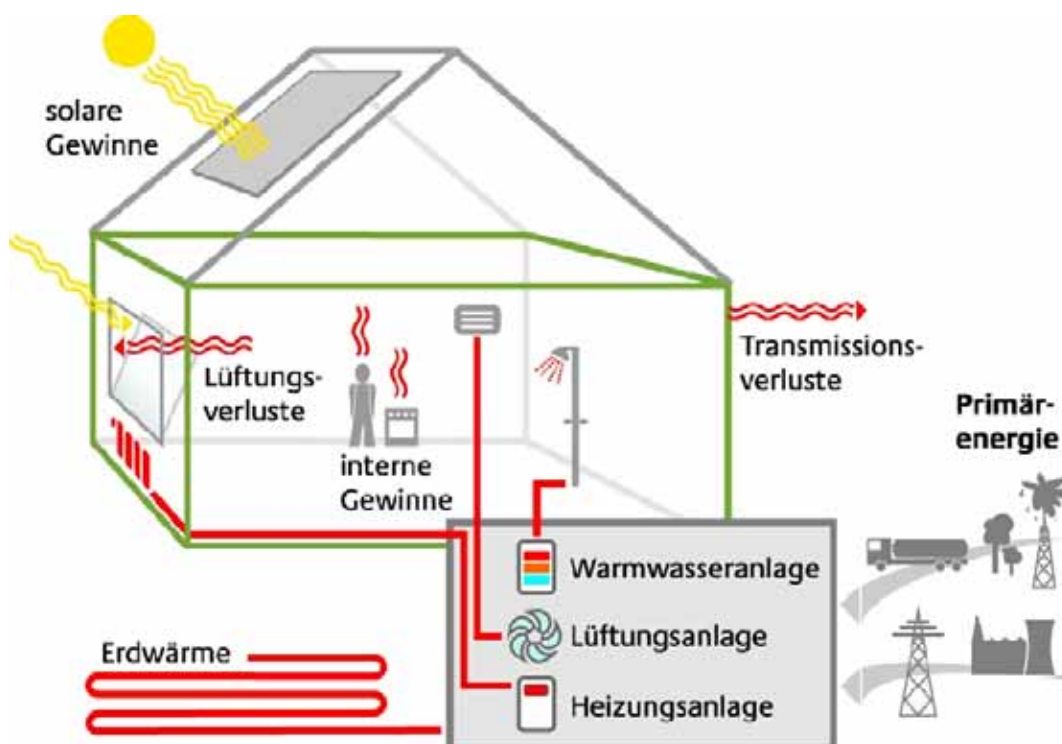 solare
Gewinne
Lüftungs-
verluste
interne
Gewinne
Transmissions-
verluste
Primär-
energie
Warmwasseranlage
Lüftungsanlage
Heizungsanlage
Erdwärme